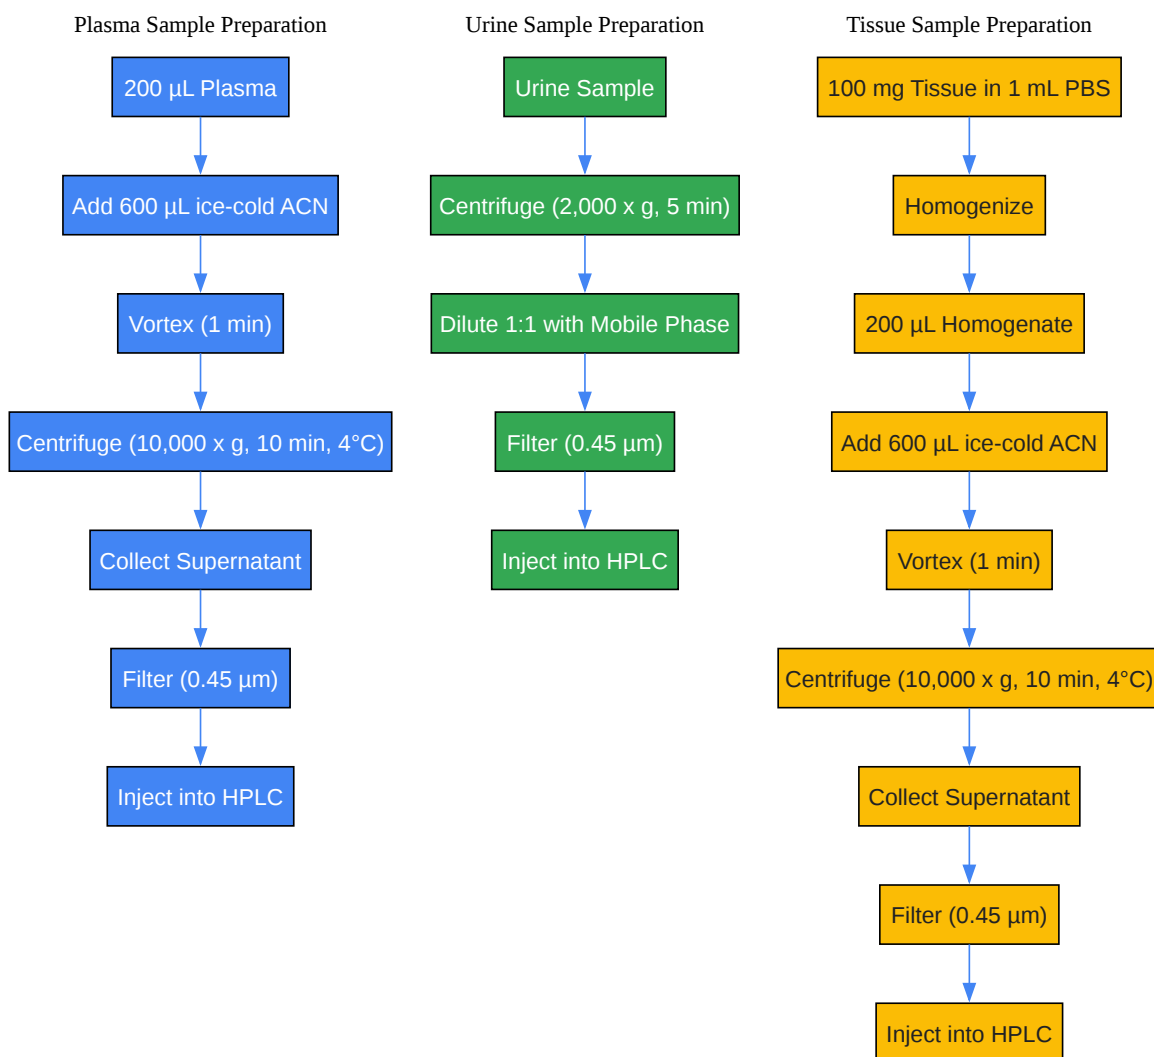 Plasma Sample Preparation
200 µL Plasma
Add 600 µL ice-cold ACN
Vortex (1 min)
Centrifuge (10,000 x g, 10 min, 4°C)
Collect Supernatant
Filter (0.45 µm)
Inject into HPLC
Urine Sample Preparation
Urine Sample
Centrifuge (2,000 x g, 5 min)
Dilute 1:1 with Mobile Phase
Filter (0.45 µm)
Inject into HPLC
Tissue Sample Preparation
100 mg Tissue in 1 mL PBS
Homogenize
200 µL Homogenate
Add 600 µL ice-cold ACN
Vortex (1 min)
Centrifuge (10,000 x g, 10 min, 4°C)
Collect Supernatant
Filter (0.45 µm)
Inject into HPLC